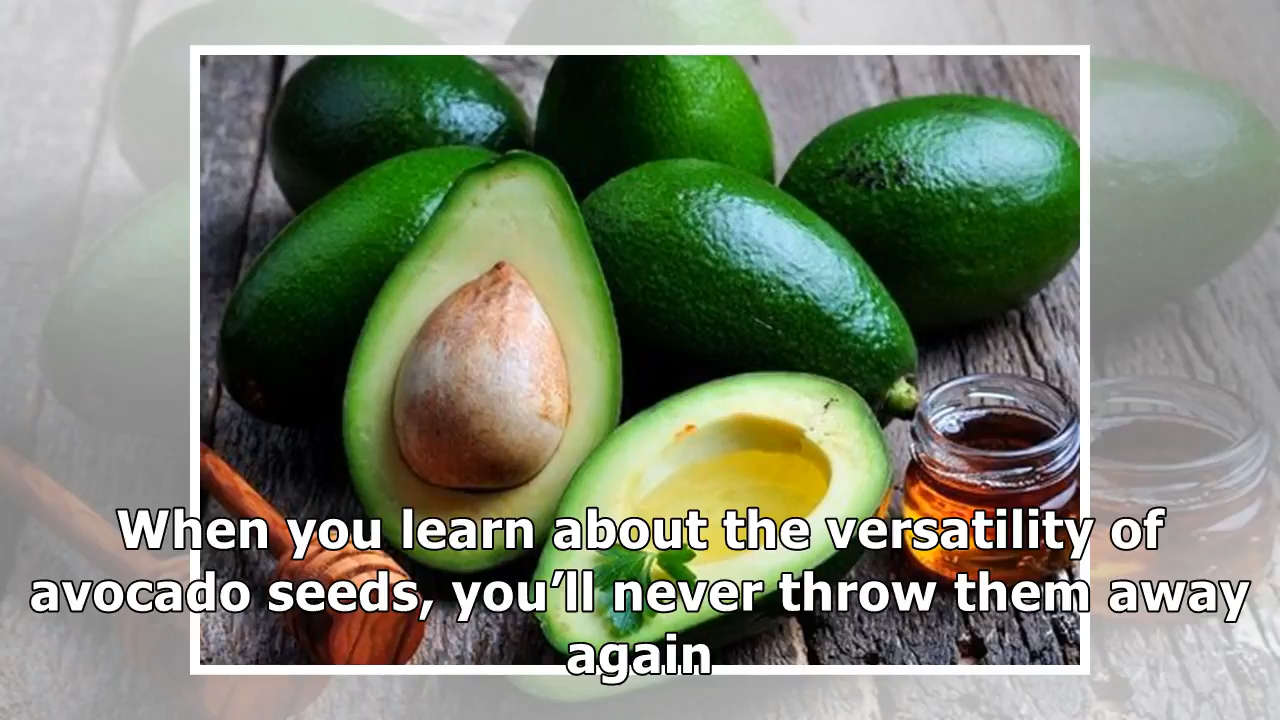 When you learn about the versatility of
avocado seeds, you’ll never throw them away
again